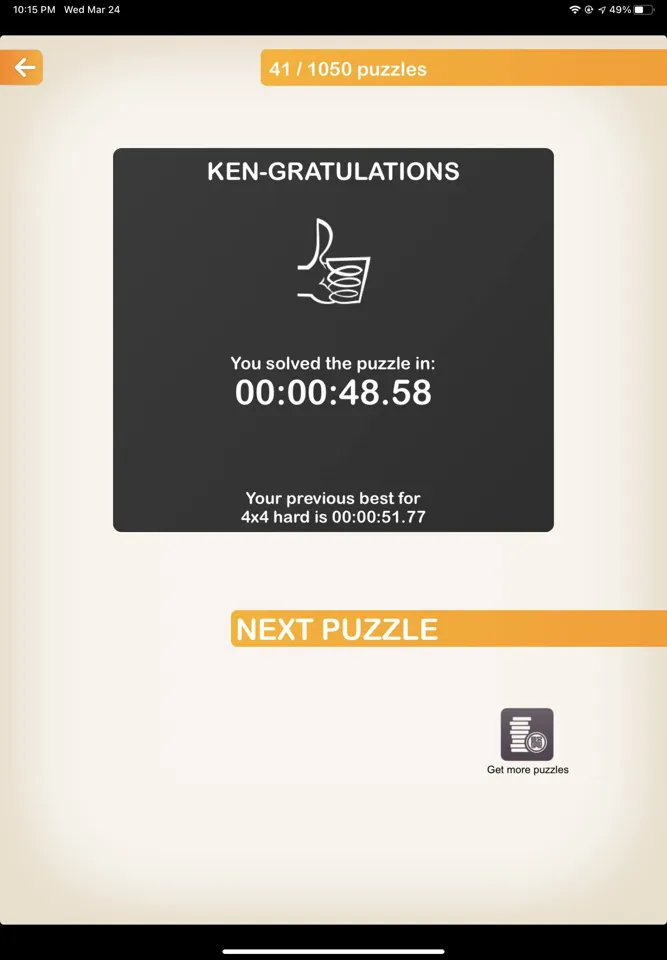 10:15 PM Wed Mar 24
49%
41 / 1050 puzzles
KEN-GRATULATIONS
You solved the puzzle in:
00:00:48.58
Your previous best for
4x4 hard is 00:00:51.77
NEXT PUZZLE
Get more puzzles